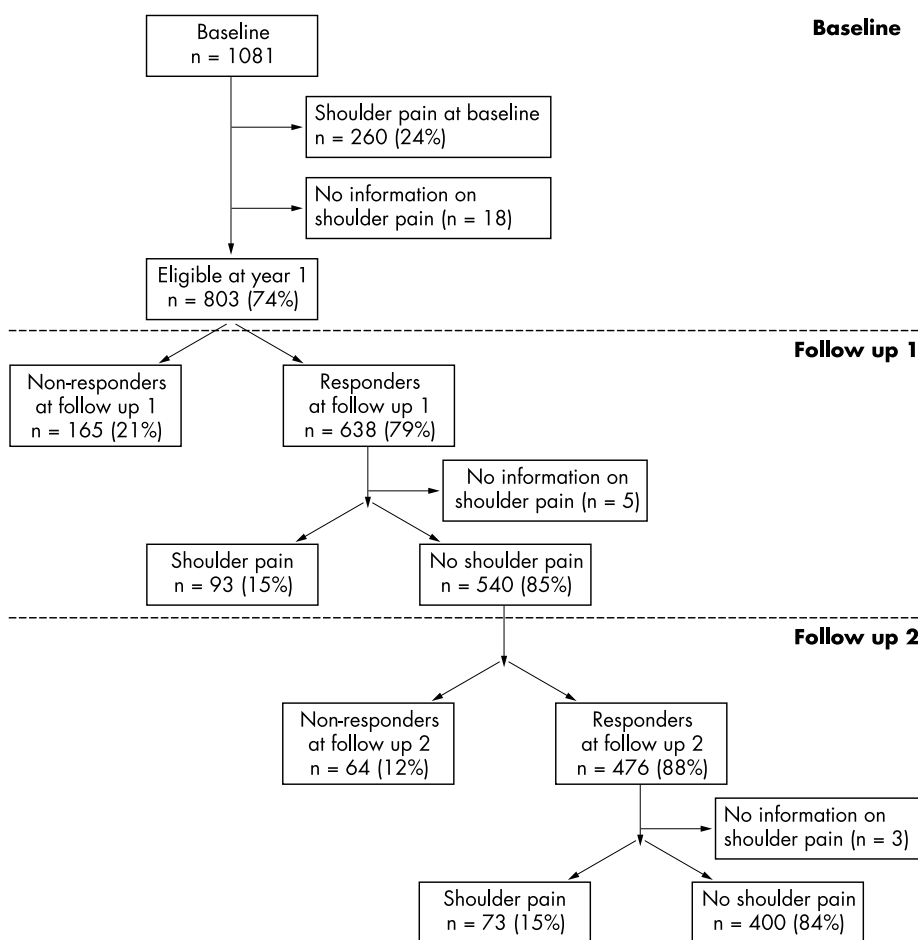 Baseline
Baseline
n = 1081
Shoulder pain at baseline
n = 260 (24%)
No information on
shoulder pain (n = 18)
Eligible at year 1
n = 803 (74%)
Follow up 1
Non-responders
at follow up 1
n = 165 (21%)
Responders
at follow up 1
n = 638 (79%)
No information on
shoulder pain (n = 5)
Shoulder pain
n = 93 (15%)
No shoulder pain
n = 540 (85%)
Follow up 2
Non-responders
at follow up 2
n = 64 (12%)
Responders
at follow up 2
n = 476 (88%)
No information on
shoulder pain (n = 3)
Shoulder pain
n = 73 (15%)
No shoulder pain
n = 400 (84%)